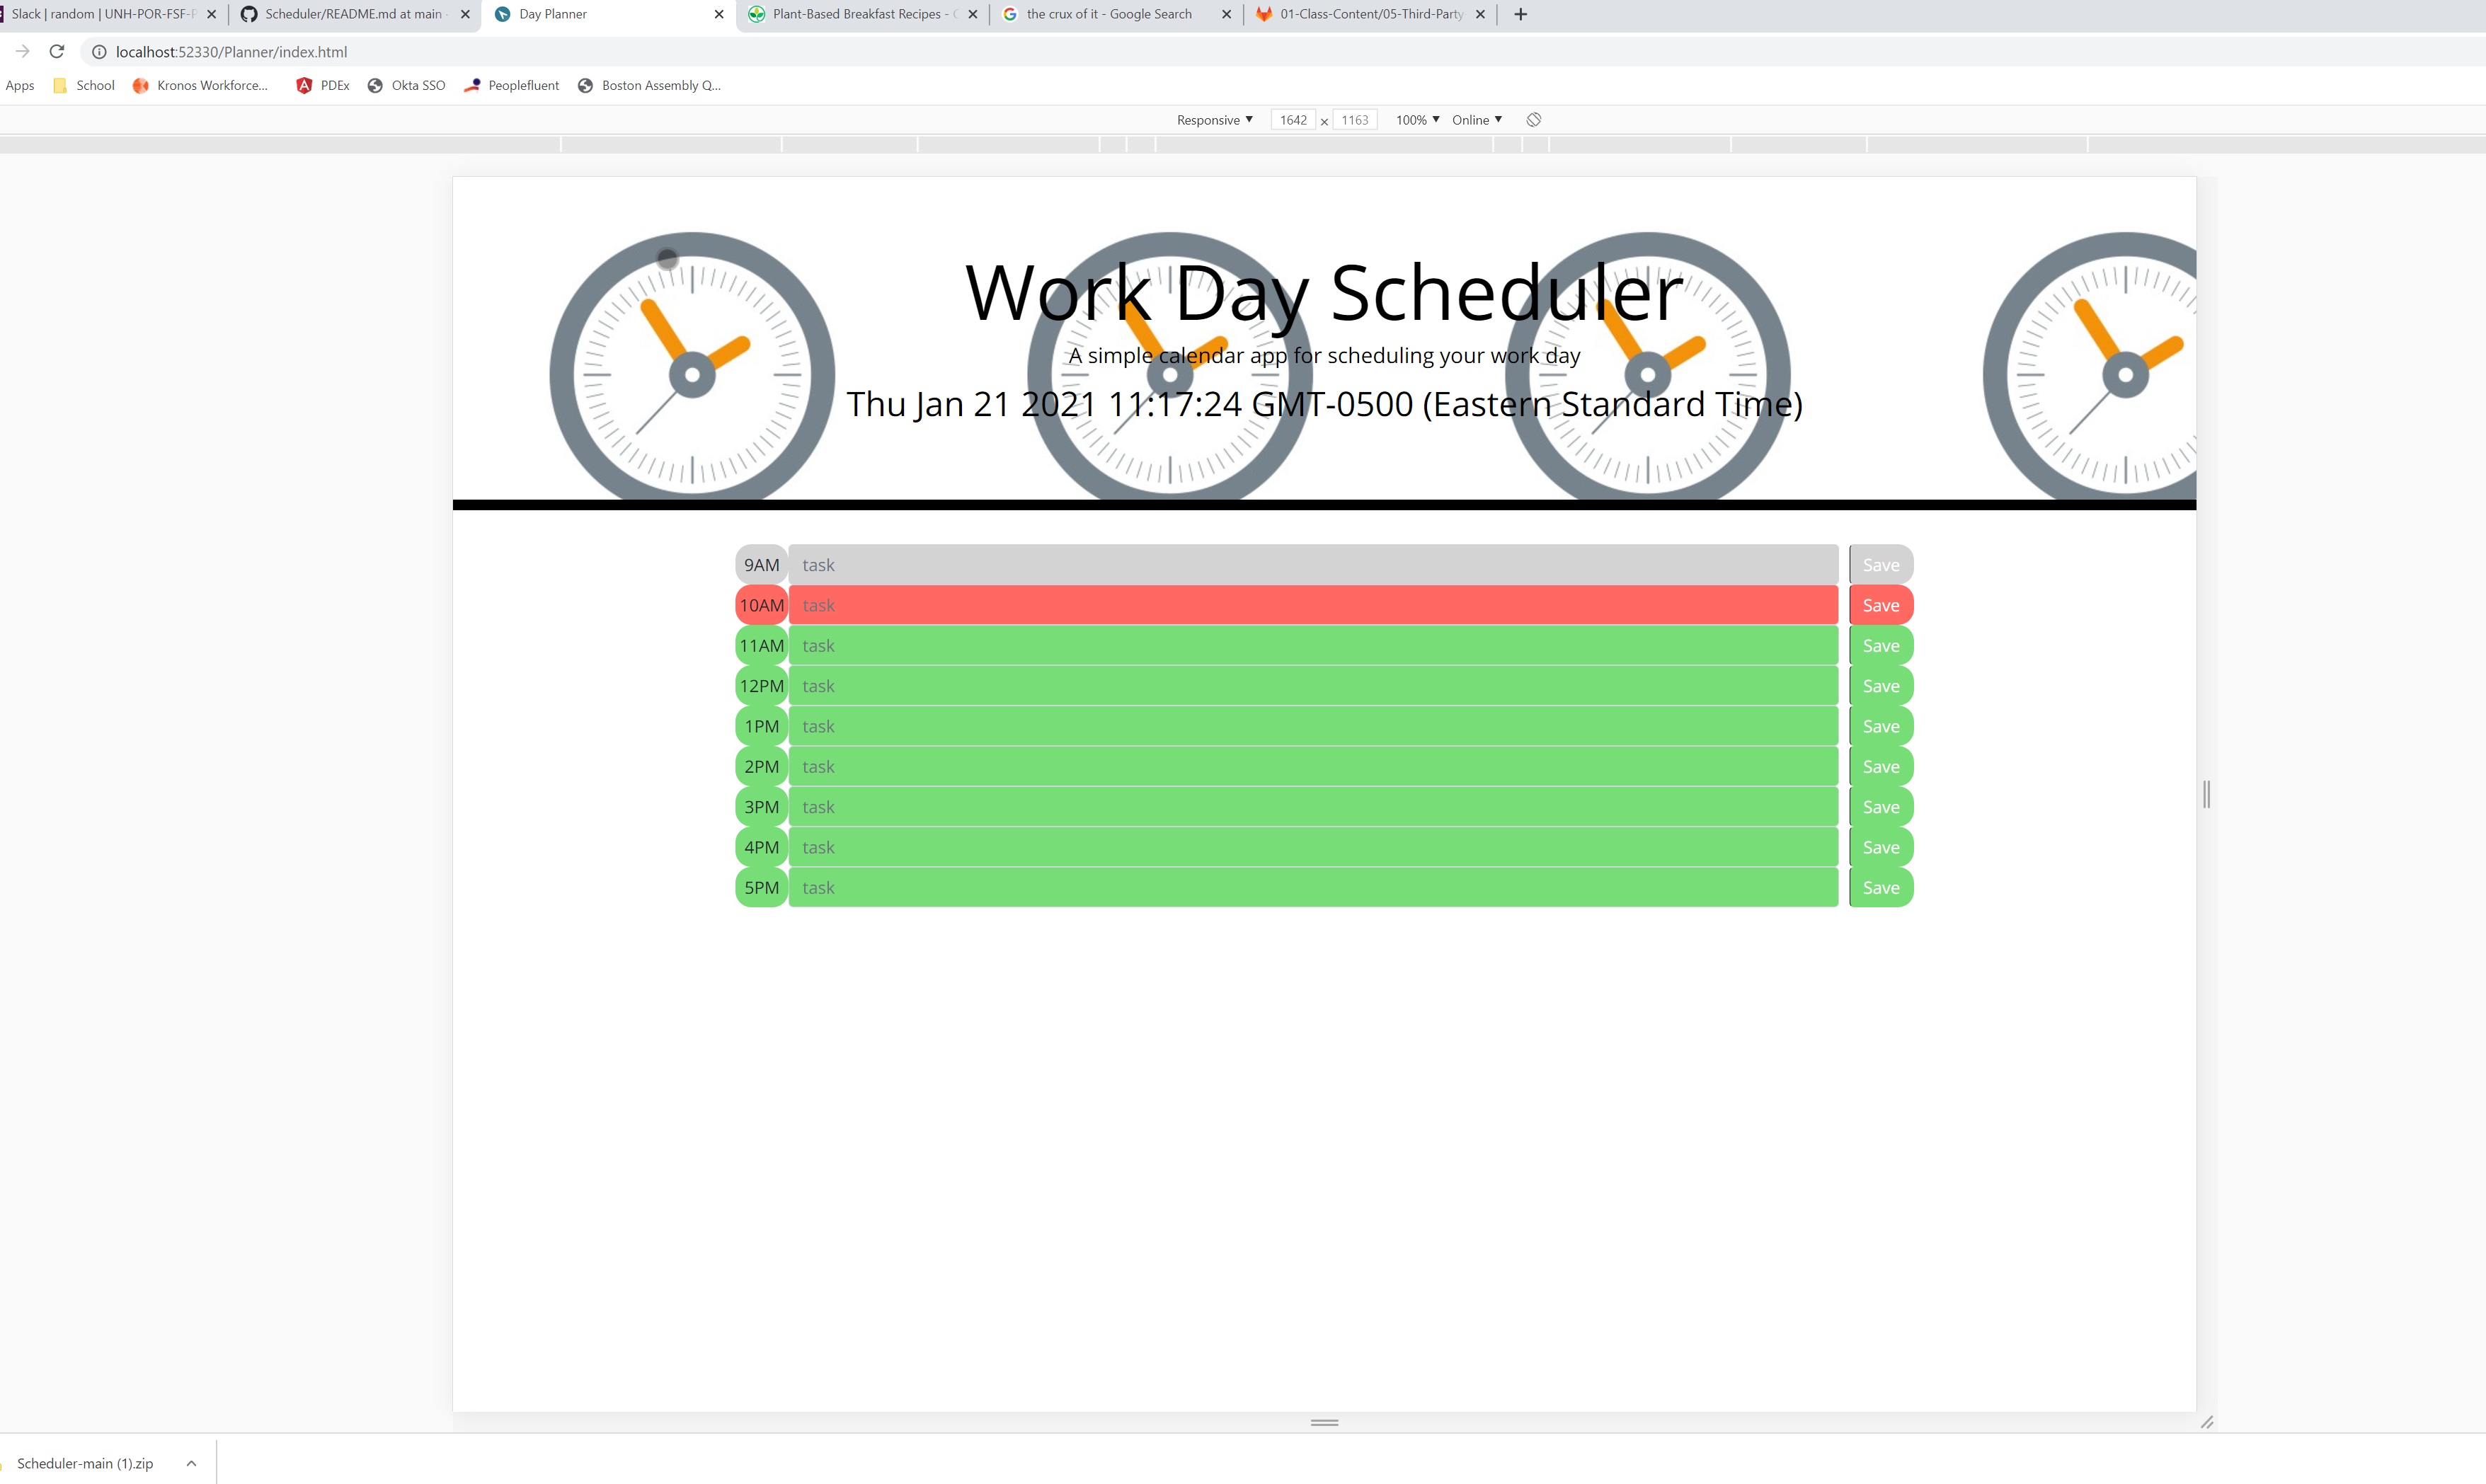 Slack | random | UNH-POR-FSF-P
Scheduler/README.md at main
Day Planner
Plant-Based Breakfast Recipes - C
the crux of it - Google Search
01-Class-Content/05-Third-Party
localhost:52330/Planner/index.html
Apps School Kronos Workforce... PDEx Okta SSO Peoplefluent Boston Assembly Q...
Responsive 1642 x 1163 100% Online
Work Day Scheduler
A simple calendar app for scheduling your work day
Thu Jan 21 2021 11:17:24 GMT-0500 (Eastern Standard Time)
9AM task Save
10AM task Save
11AM task Save
12PM task Save
1PM task Save
2PM task Save
3PM task Save
4PM task Save
5PM task Save
Scheduler-main (1).zip